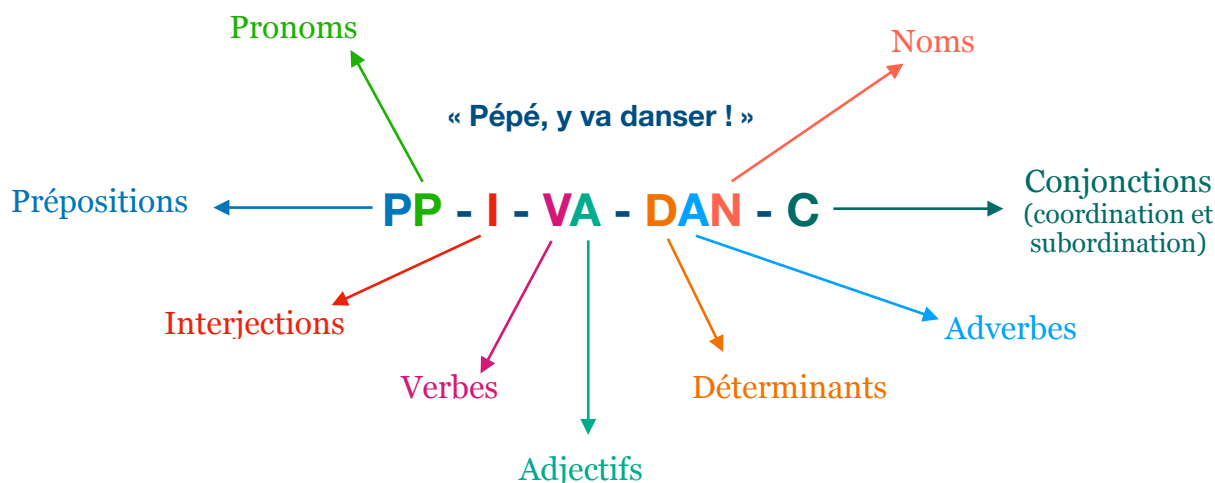 Pronoms
Noms
« Pépé, y va danser ! »
Prépositions
PP - I - VA - DAN - C
Conjonctions
(coordination et
subordination)
Interjections
Adverbes
Verbes
Déterminants
Adjectifs